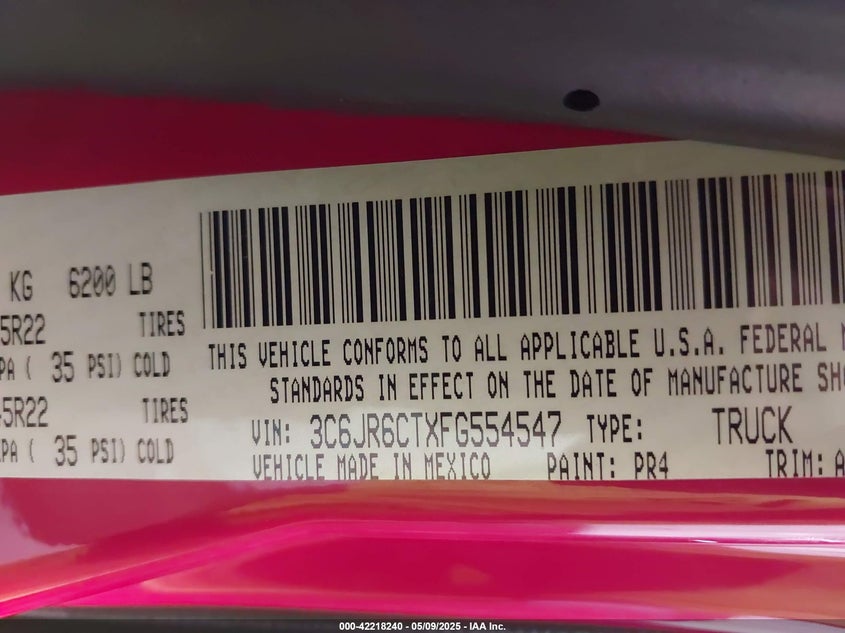 KG 6200 LB
5R22 TIRES
PA ( 35 PSI) COLD
5R22 TIRES
PA ( 35 PSI) COLD
THIS VEHICLE CONFORMS TO ALL APPLICABLE U.S.A. FEDERAL
STANDARDS IN EFFECT ON THE DATE OF MANUFACTURE SHO
VIN: 3C6JR6CTXFG554547 TYPE: TRUCK
VEHICLE MADE IN MEXICO PAINT: PR4 TRIM: A
000-42218240 - 05/09/2025 - IAA Inc.